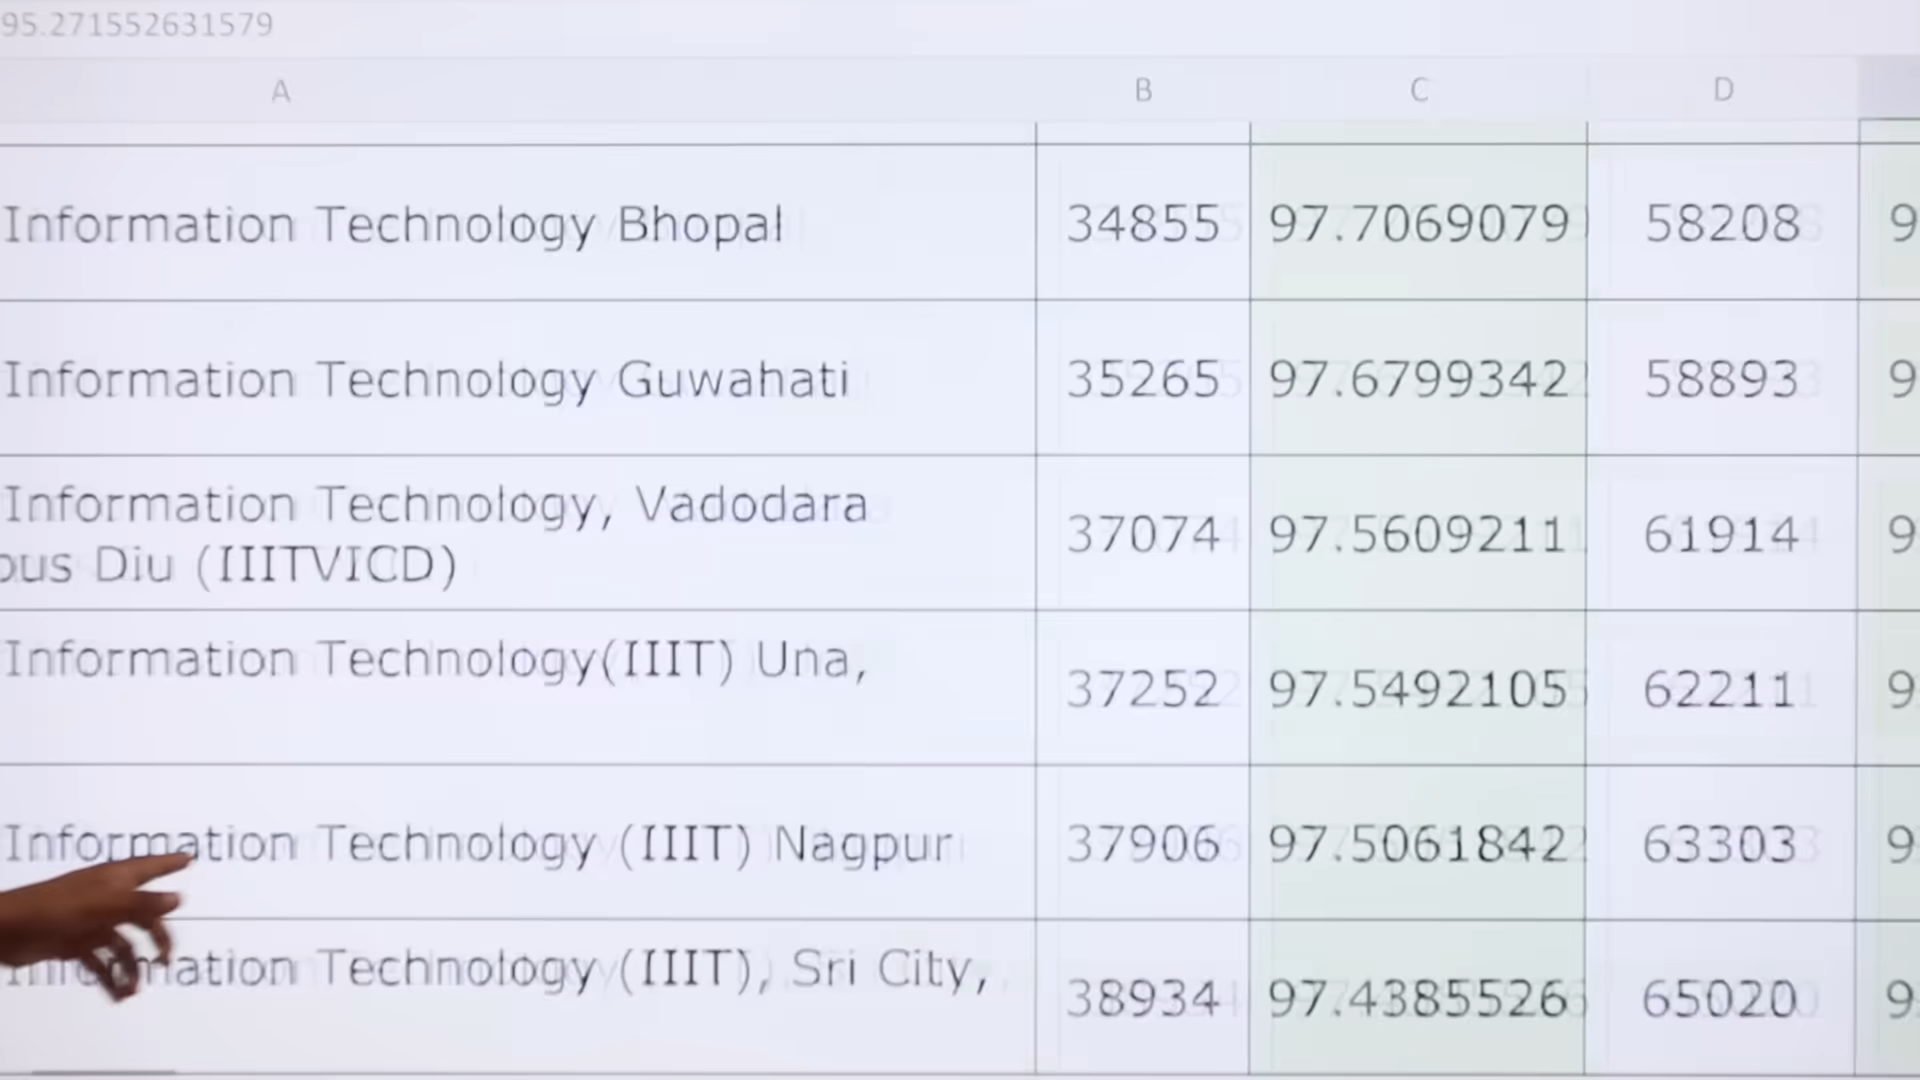 95.271552631579
A B C D
Information Technology Bhopal 34855 97.7069079 58208 9
Information Technology Guwahati 35265 97.6799342 58893 9
Information Technology, Vadodara
Diu (IIITVICD) 37074 97.5609211 61914 9
Information Technology(IIIT) Una, 37252 97.5492105 62211 9
Information Technology (IIIT) Nagpur 37906 97.5061842 63303 9
Information Technology (IIIT), Sri City, 38934 97.4385526 65020 9